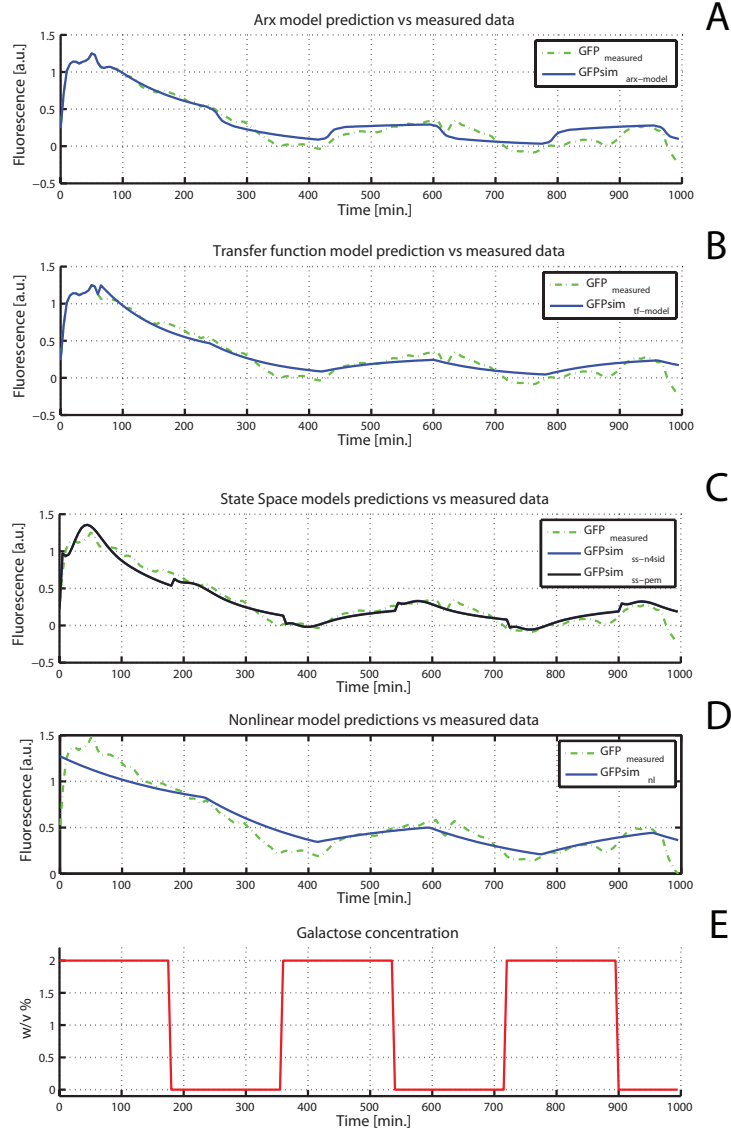 A
Arx model prediction vs measured data
GFP measured
GFPsim arx-model
Fluorescence [a.u.]
1.5
1
0.5
0
−0.5
0 100 200 300 400 500 600 700 800 900 1000
Time [min.]
B
Transfer function model prediction vs measured data
GFP measured
GFPsim tf-model
Fluorescence [a.u.]
1.5
1
0.5
0
−0.5
0 100 200 300 400 500 600 700 800 900 1000
Time [min.]
C
State Space models predictions vs measured data
GFP measured
GFPsim ss-n4sid
GFPsim ss-pem
Fluorescence [a.u.]
1.5
1
0.5
0
−0.5
0 100 200 300 400 500 600 700 800 900 1000
Time [min.]
D
Nonlinear model predictions vs measured data
GFP measured
GFPsim nl
Fluorescence [a.u.]
1.5
1
0.5
0
0 100 200 300 400 500 600 700 800 900 1000
Time [min.]
E
Galactose concentration
w/v %
2
1.5
1
0.5
0
0 100 200 300 400 500 600 700 800 900 1000
Time [min.]